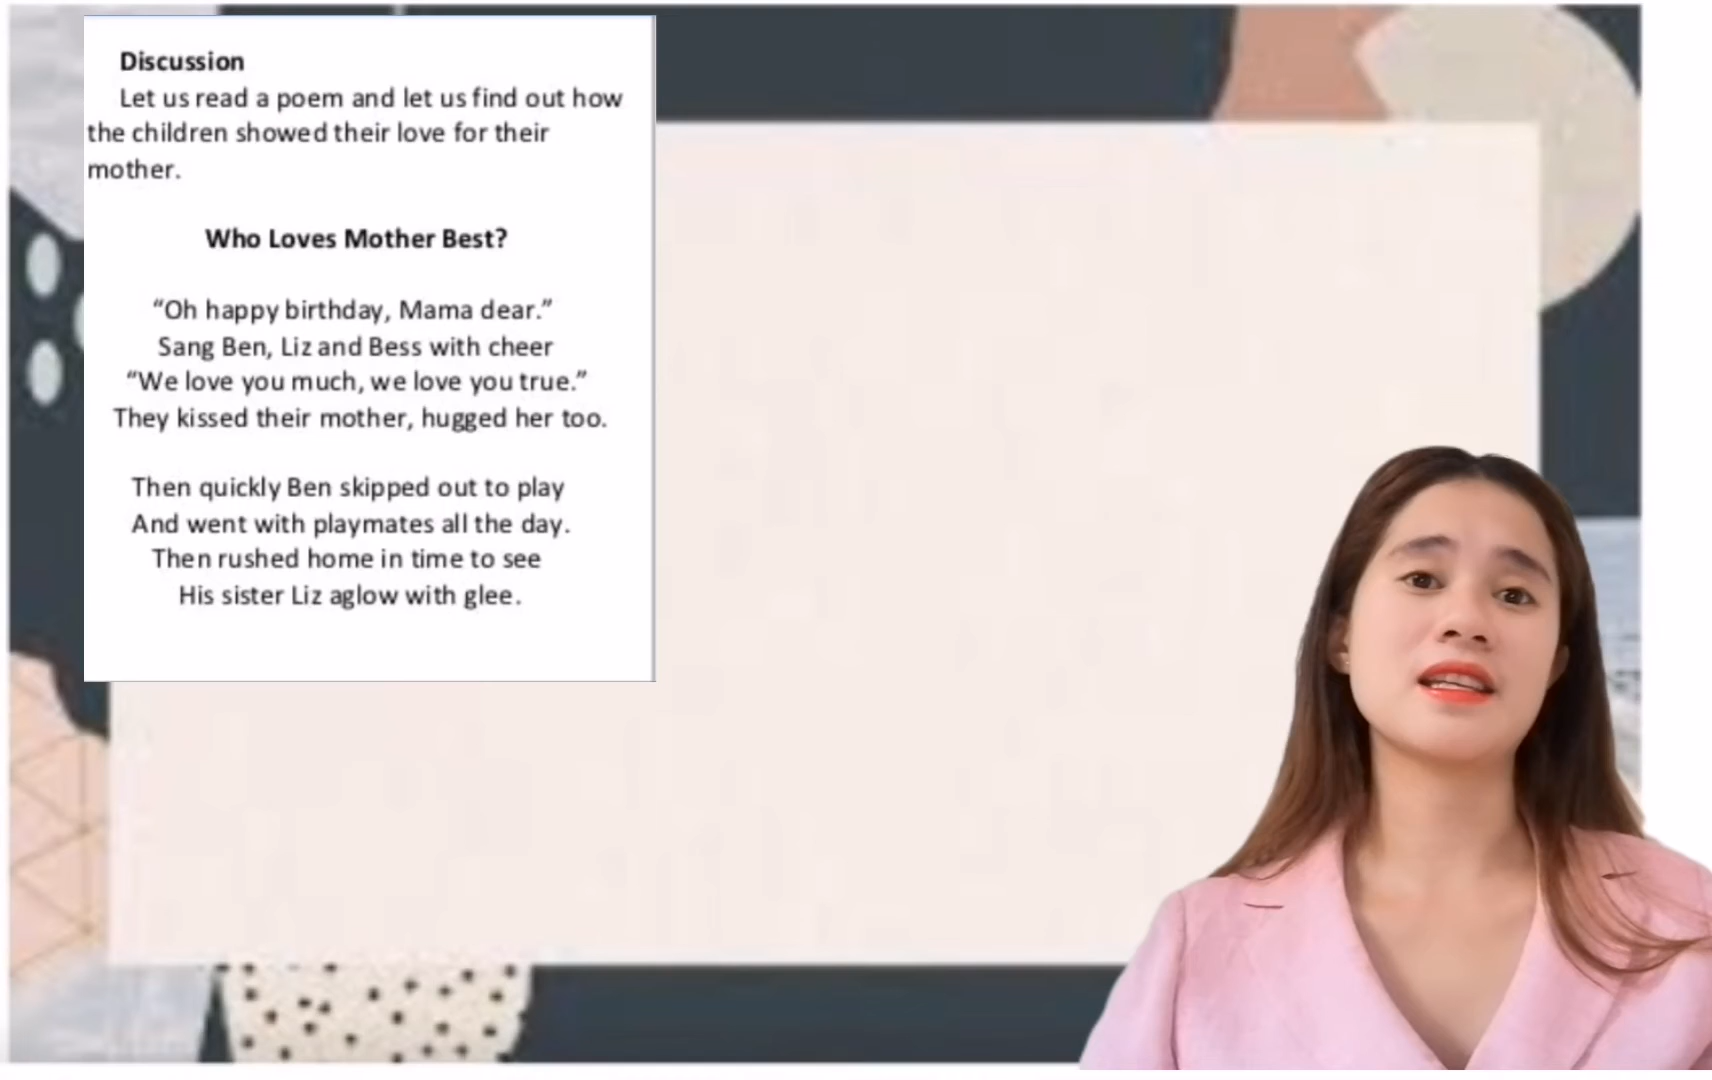 Discussion
Let us read a poem and let us find out how
the children showed their love for their
mother.
Who Loves Mother Best?
“Oh happy birthday, Mama dear.”
Sang Ben, Liz and Bess with cheer
“We love you much, we love you true.”
They kissed their mother, hugged her too.
Then quickly Ben skipped out to play
And went with playmates all the day.
Then rushed home in time to see
His sister Liz aglow with glee.